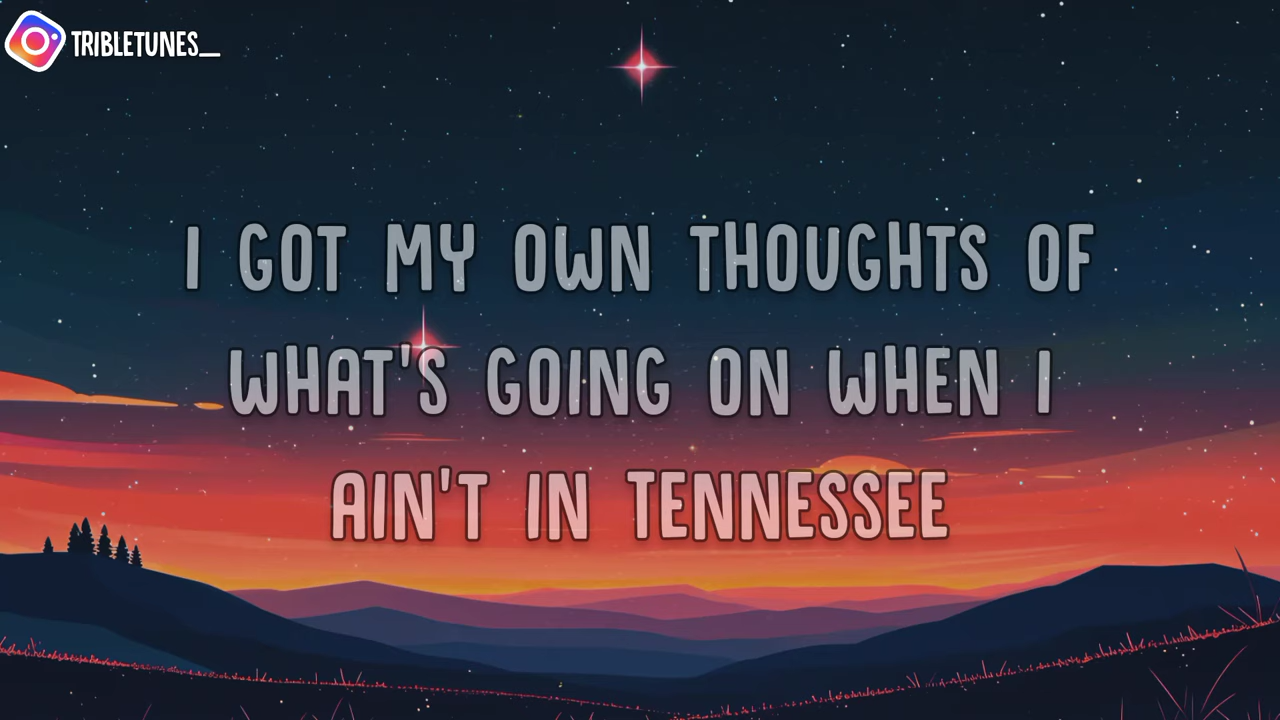 TRIBLETUNES_
I GOT MY OWN THOUGHTS OF
WHAT'S GOING ON WHEN I
AIN'T IN TENNESSEE